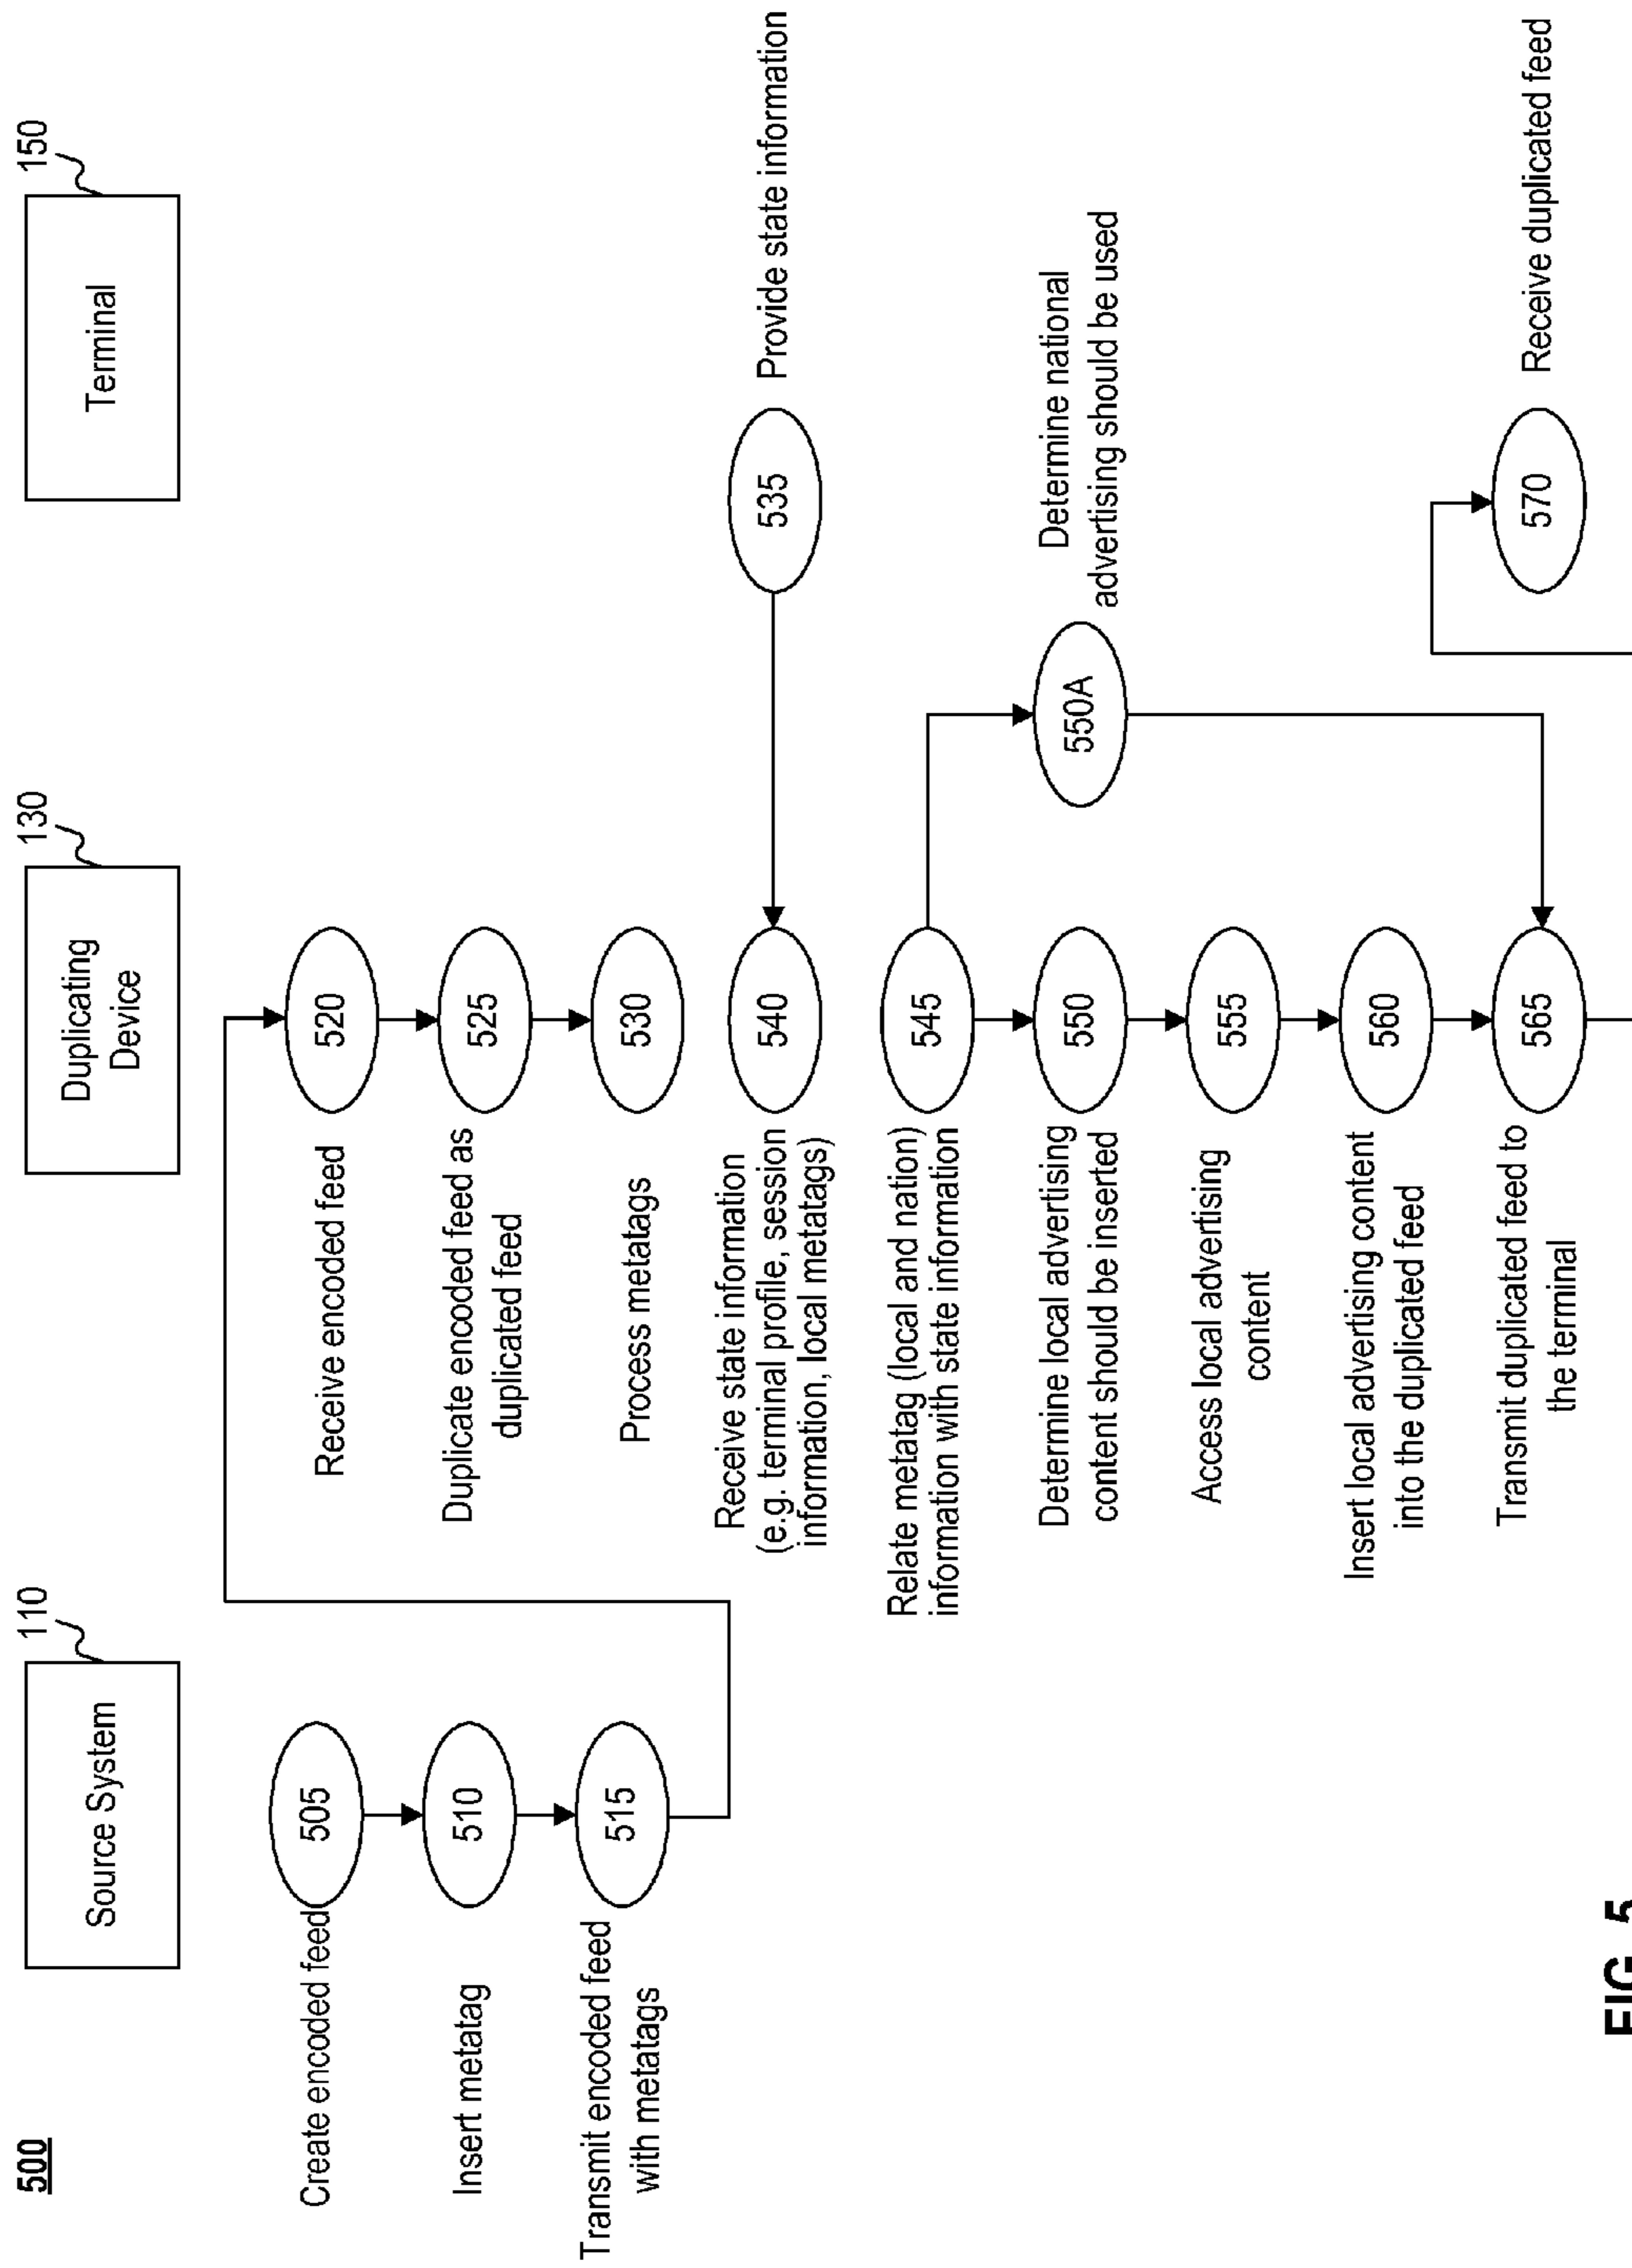 500
110
Source System
130
Duplicating
Device
150
Terminal
Create encoded feed
505
Insert metatag
510
Transmit encoded feed
with metatags
515
Receive encoded feed
520
Duplicate encoded feed as
duplicated feed
525
Process metatags
530
Receive state information
(e.g. terminal profile, session
information, local metatags)
540
535
Provide state information
Relate metatag (local and nation)
information with state information
545
Determine local advertising
content should be inserted
550
550A
Determine national
advertising should be used
Access local advertising
content
555
Insert local advertising content
into the duplicated feed
560
Transmit duplicated feed to
the terminal
565
570
Receive duplicated feed
FIG. 5